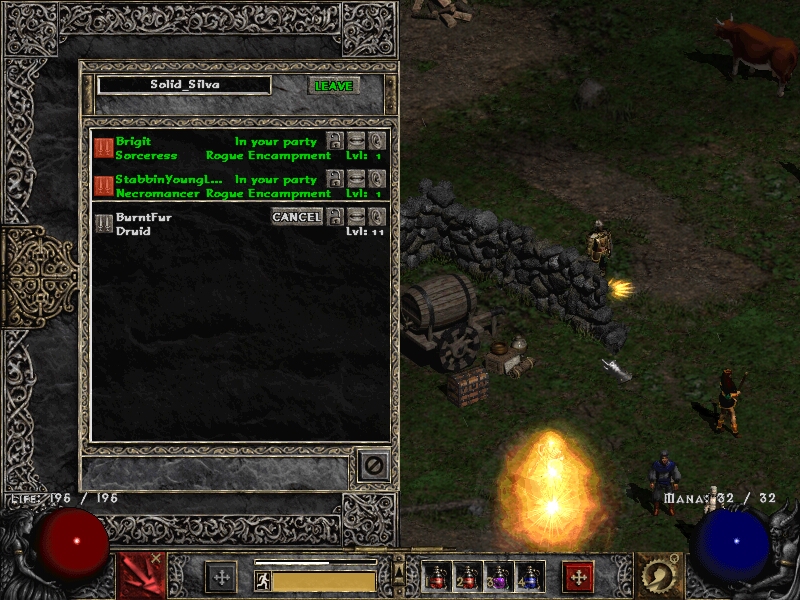 Solid_Silva LEAVE
Brigit In your party
Sorceress Rogue Encampment Lvl: 1
StabbinYoungL... In your party
Necromancer Rogue Encampment Lvl: 1
BurntFur CANCEL
Druid Lvl: 11
LIFE: 195 / 195
MANA: 32 / 32
2 3 4